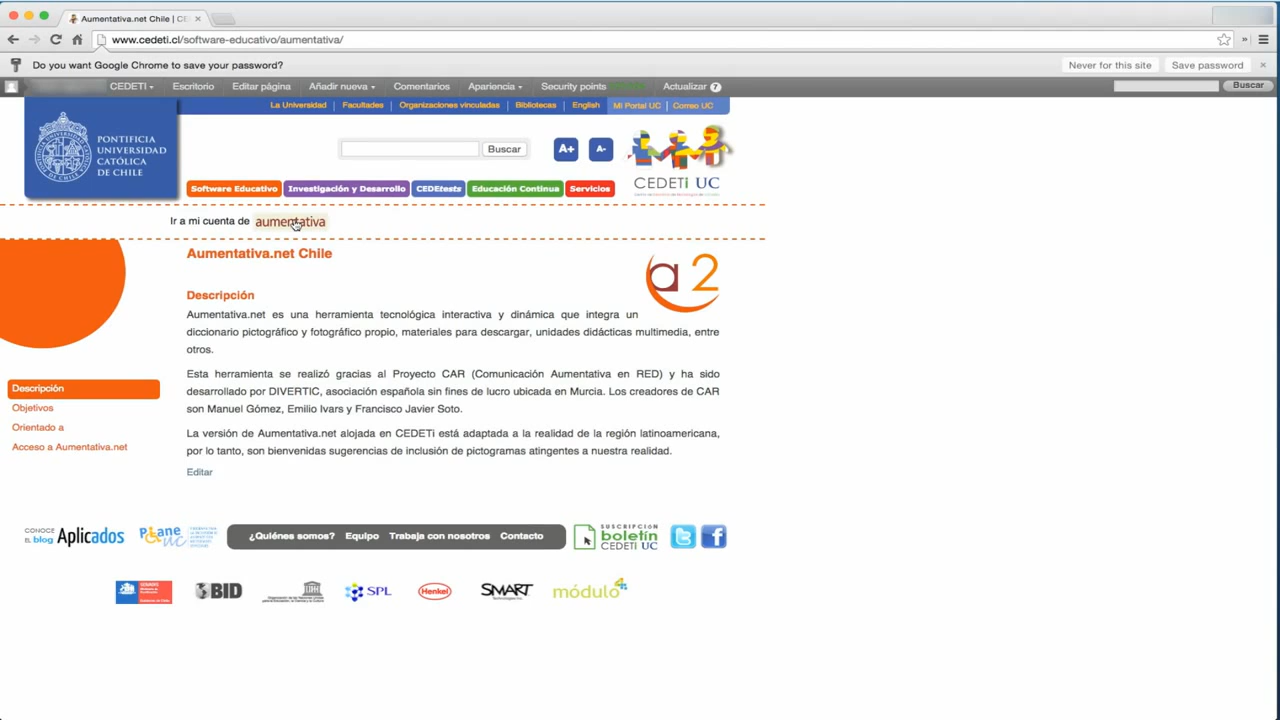 Aumentativa.net Chile | CE
www.cedeti.cl/software-educativo/aumentativa/
Do you want Google Chrome to save your password?
Never for this site
Save password
CEDETI
Escritorio
Editar página
Añadir nueva
Comentarios
Apariencia
Security points
Actualizar 7
Buscar
La Universidad
Facultades
Organizaciones vinculadas
Bibliotecas
English
Mi Portal UC
Correo UC
PONTIFICIA
UNIVERSIDAD
CATÓLICA
DE CHILE
Buscar
A+
A-
CEDETi UC
Software Educativo
Investigación y Desarrollo
CEDEtests
Educación Continua
Servicios
Ir a mi cuenta de aumentativa
Aumentativa.net Chile
a2
Descripción
Aumentativa.net es una herramienta tecnológica interactiva y dinámica que integra un
diccionario pictográfico y fotográfico propio, materiales para descargar, unidades didácticas multimedia, entre
otros.
Esta herramienta se realizó gracias al Proyecto CAR (Comunicación Aumentativa en RED) y ha sido
desarrollado por DIVERTIC, asociación española sin fines de lucro ubicada en Murcia. Los creadores de CAR
son Manuel Gómez, Emilio Ivars y Francisco Javier Soto.
La versión de Aumentativa.net alojada en CEDETi está adaptada a la realidad de la región latinoamericana,
por lo tanto, son bienvenidas sugerencias de inclusión de pictogramas atingentes a nuestra realidad.
Editar
Descripción
Objetivos
Orientado a
Acceso a Aumentativa.net
CONOCE
EL blog Aplicados
Piane
UC
¿Quiénes somos?
Equipo
Trabaja con nosotros
Contacto
SUSCRIPCIÓN
boletín
CEDETi UC
BID
SPL
Henkel
SMART
Technologies Inc.
módulo4